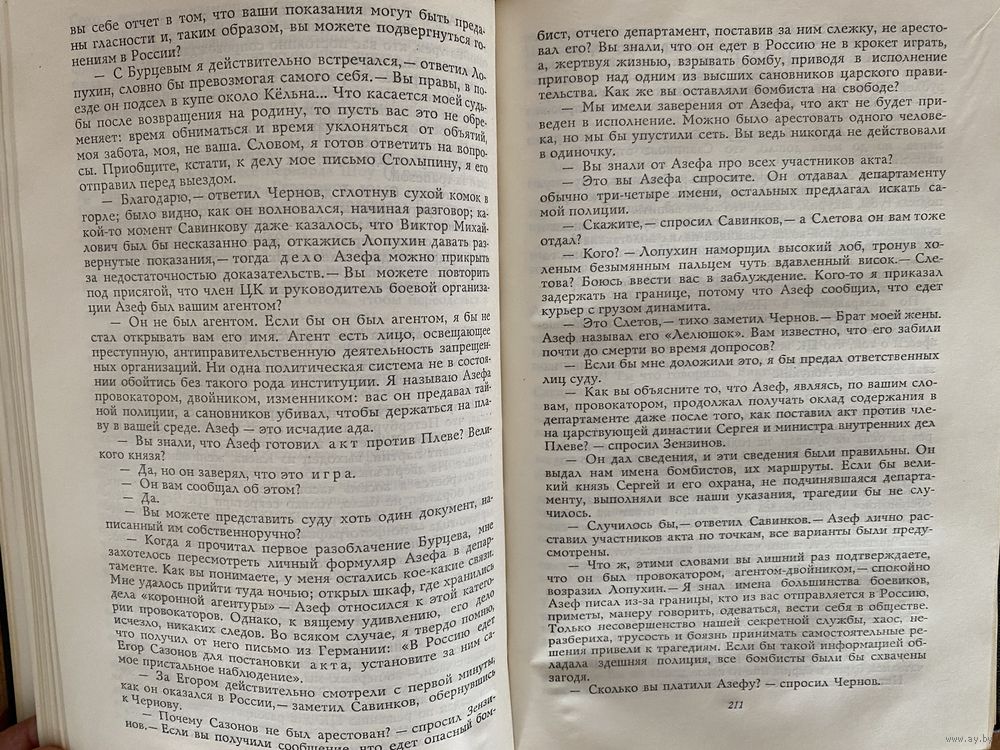 вы себе отчет в том, что ваши показания могут быть преда-
ны гласности и, таким образом, вы можете подвергнуться го-
нениям в России?
— С Бурцевым я действительно встречался,— ответил Ло-
пухин, словно бы превозмогая самого себя.— Вы правы, в по-
езде он подсел в купе около Кёльна... Что касается моей судь-
бы после возвращения на родину, то пусть вас это не обре-
меняет: время обниматься и время уклоняться от объятий,
моя забота, моя, не ваша. Словом, я готов ответить на вопро-
сы. Приобщите, кстати, к делу мое письмо Столыпину, я его
отправил перед выездом.
— Благодарю,— ответил Чернов, сглотнув сухой комок в
горле; было видно, как он волновался, начиная разговор; ка-
кой-то момент Савинкову даже казалось, что Виктор Михай-
лович был бы несказанно рад, откажись Лопухин давать раз-
вернутые показания,— тогда дело Азефа можно прикрыть
за недостаточностью доказательств.— Вы можете повторить
под присягой, что член ЦК и руководитель боевой организа-
ции Азеф был вашим агентом?
— Он не был агентом. Если бы он был агентом, я бы не
стал открывать вам его имя. Агент есть лицо, освещающее
преступную, антиправительственную деятельность запрещен-
ных организаций. Ни одна политическая система не в состоя-
нии обойтись без такого рода институции. Я называю Азефа
провокатором, двойником, изменником: вас он предавал тай-
ной полиции, а сановников убивал, чтобы держаться на пла-
ву в вашей среде. Азеф — это исчадие ада.
— Вы знали, что Азеф готовил акт против Плеве? Вели-
кого князя?
— Да, но он заверял, что это игра.
— Он вам сообщал об этом?
— Да.
— Вы можете представить суду хоть один документ, на-
писанный им собственноручно?
— Когда я прочитал первое разоблачение Бурцева, мне
захотелось пересмотреть личный формуляр Азефа в депар-
таменте. Как вы понимаете, у меня остались кое-какие связи.
Мне удалось прийти туда ночью; открыл шкаф, где хранились
дела «коронной агентуры» — Азеф относился к этой катего-
рии провокаторов. Однако, к вящему удивлению, его дело
исчезло, никаких следов. Во всяком случае, я твердо помню,
что получил от него письмо из Германии: «В Россию едет
Егор Сазонов для постановки акта, установите за ним са-
мое пристальное наблюдение».
— За Егором действительно смотрели с первой минуты,
как он оказался в России,— заметил Савинков, обернувшись
к Чернову.
— Почему Сазонов не был арестован? — спросил Зензи-
нов.— Если вы получили сообщение, что едет опасный бом-
бист, отчего департамент, поставив за ним слежку, не аресто-
вал его? Вы знали, что он едет в Россию не в крокет играть,
а, жертвуя жизнью, взрывать бомбу, приводя в исполнение
приговор над одним из высших сановников царского прави-
тельства. Как же вы оставляли бомбиста на свободе?
— Мы имели заверения от Азефа, что акт не будет при-
веден в исполнение. Можно было арестовать одного челове-
ка, но мы бы упустили сеть. Вы ведь никогда не действовали
в одиночку.
— Вы знали от Азефа про всех участников акта?
— Это вы Азефа спросите. Он отдавал департаменту
обычно три-четыре имени, остальных предлагал искать са-
мой полиции.
— Скажите,— спросил Савинков,— а Слетова он вам тоже
отдал?
— Кого? — Лопухин наморщил высокий лоб, тронув хо-
леным безымянным пальцем чуть вдавленный висок.— Сле-
това? Боюсь ввести вас в заблуждение. Кого-то я приказал
задержать на границе, потому что Азеф сообщил, что едет
курьер с грузом динамита.
— Это Слетов,— тихо заметил Чернов.— Брат моей жены.
Азеф называл его «Лелюшок». Вам известно, что его забили
почти до смерти во время допросов?
— Если бы мне доложили это, я бы предал ответственных
лиц суду.
— Как вы объясните то, что Азеф, являясь, по вашим сло-
вам, провокатором, продолжал получать оклад содержания в
департаменте даже после того, как поставил акт против чле-
на царствующей династии Сергея и министра внутренних дел
Плеве? — спросил Зензинов.
— Он дал сведения, и эти сведения были правильны. Он
выдал нам имена бомбистов, их маршруты. Если бы вели-
кий князь Сергей и его охрана, не подчинявшаяся департа-
менту, выполняли все наши указания, трагедии бы не слу-
чилось.
— Случилось бы,— ответил Савинков.— Азеф лично рас-
ставил участников акта по точкам, все варианты были преду-
смотрены.
— Что ж, этими словами вы лишний раз подтверждаете,
что он был провокатором, агентом-двойником,— спокойно
возразил Лопухин.— Я знал имена большинства боевиков,
Азеф писал из-за границы, кто из вас отправляется в Россию,
приметы, манеру говорить, одеваться, вести себя в обществе.
Только несовершенство нашей секретной службы, хаос, не-
разбериха, трусость и боязнь принимать самостоятельные ре-
шения привели к трагедиям. Если бы такой информацией об-
ладала здешняя полиция, все бомбисты были бы схвачены
загодя.
— Сколько вы платили Азефу? — спросил Чернов.
211
www.ay.by